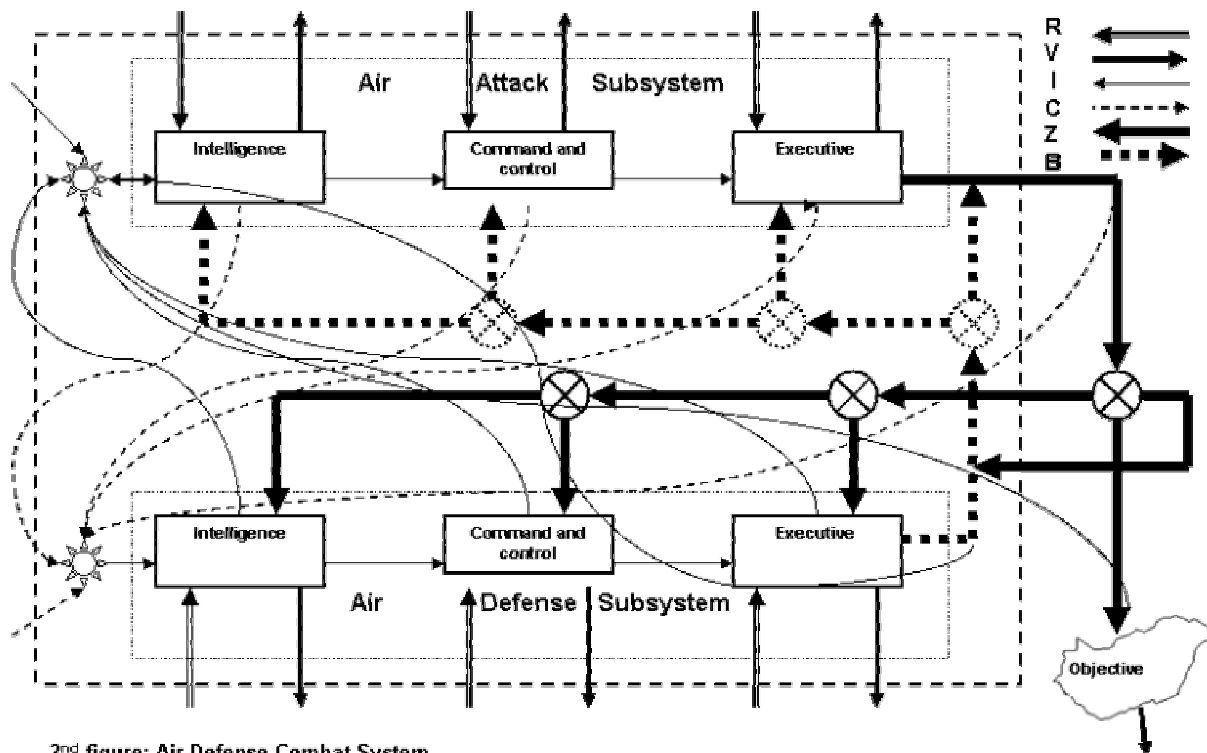 R
V
Air Attack Subsystem
I
C
Z
Intelligence
Command and
control
Executive
B
Intelligence
Command and
control
Executive
Air Defense Subsystem
Objective
2nd figure: Air Defense Combat System